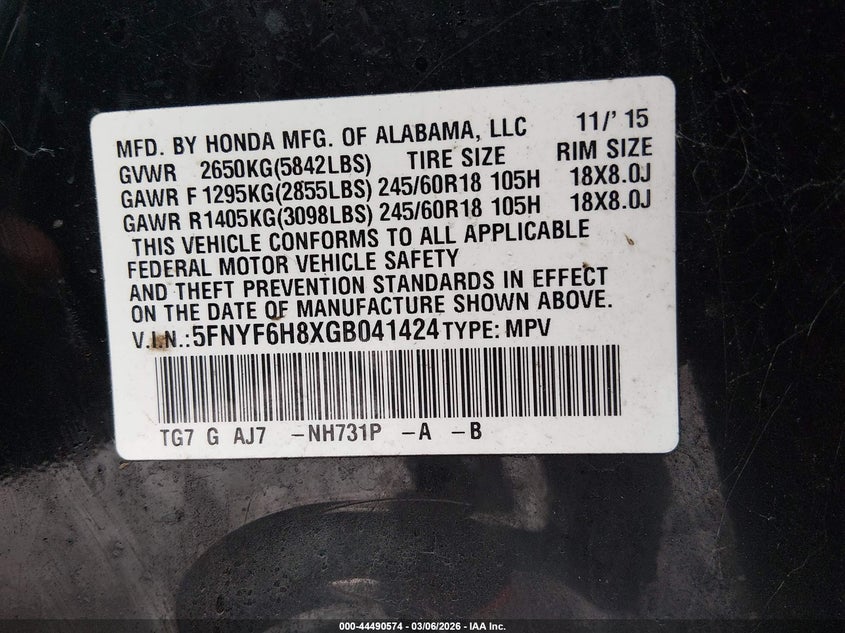 MFD. BY HONDA MFG. OF ALABAMA, LLC 11/' 15
GVWR 2650KG(5842LBS) TIRE SIZE RIM SIZE
GAWR F 1295KG(2855LBS) 245/60R18 105H 18X8.0J
GAWR R1405KG(3098LBS) 245/60R18 105H 18X8.0J
THIS VEHICLE CONFORMS TO ALL APPLICABLE
FEDERAL MOTOR VEHICLE SAFETY
AND THEFT PREVENTION STANDARDS IN EFFECT
ON THE DATE OF MANUFACTURE SHOWN ABOVE.
V.I.N.:5FNYF6H8XGB041424 TYPE: MPV
TG7 G AJ7 -NH731P -A -B
000-44490574 | 03/06/2026 - IAA Inc.